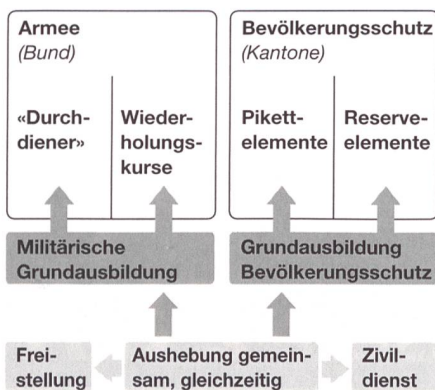 Armee
(Bund)
«Durch-
diener»
Wieder-
holungs-
kurse
Bevölkerungsschutz
(Kantone)
Pikett-
elemente
Reserve-
elemente
Militärische
Grundausbildung
Grundausbildung
Bevölkerungsschutz
Frei-
stellung
Aushebung gemein-
sam, gleichzeitig
Zivil-
dienst